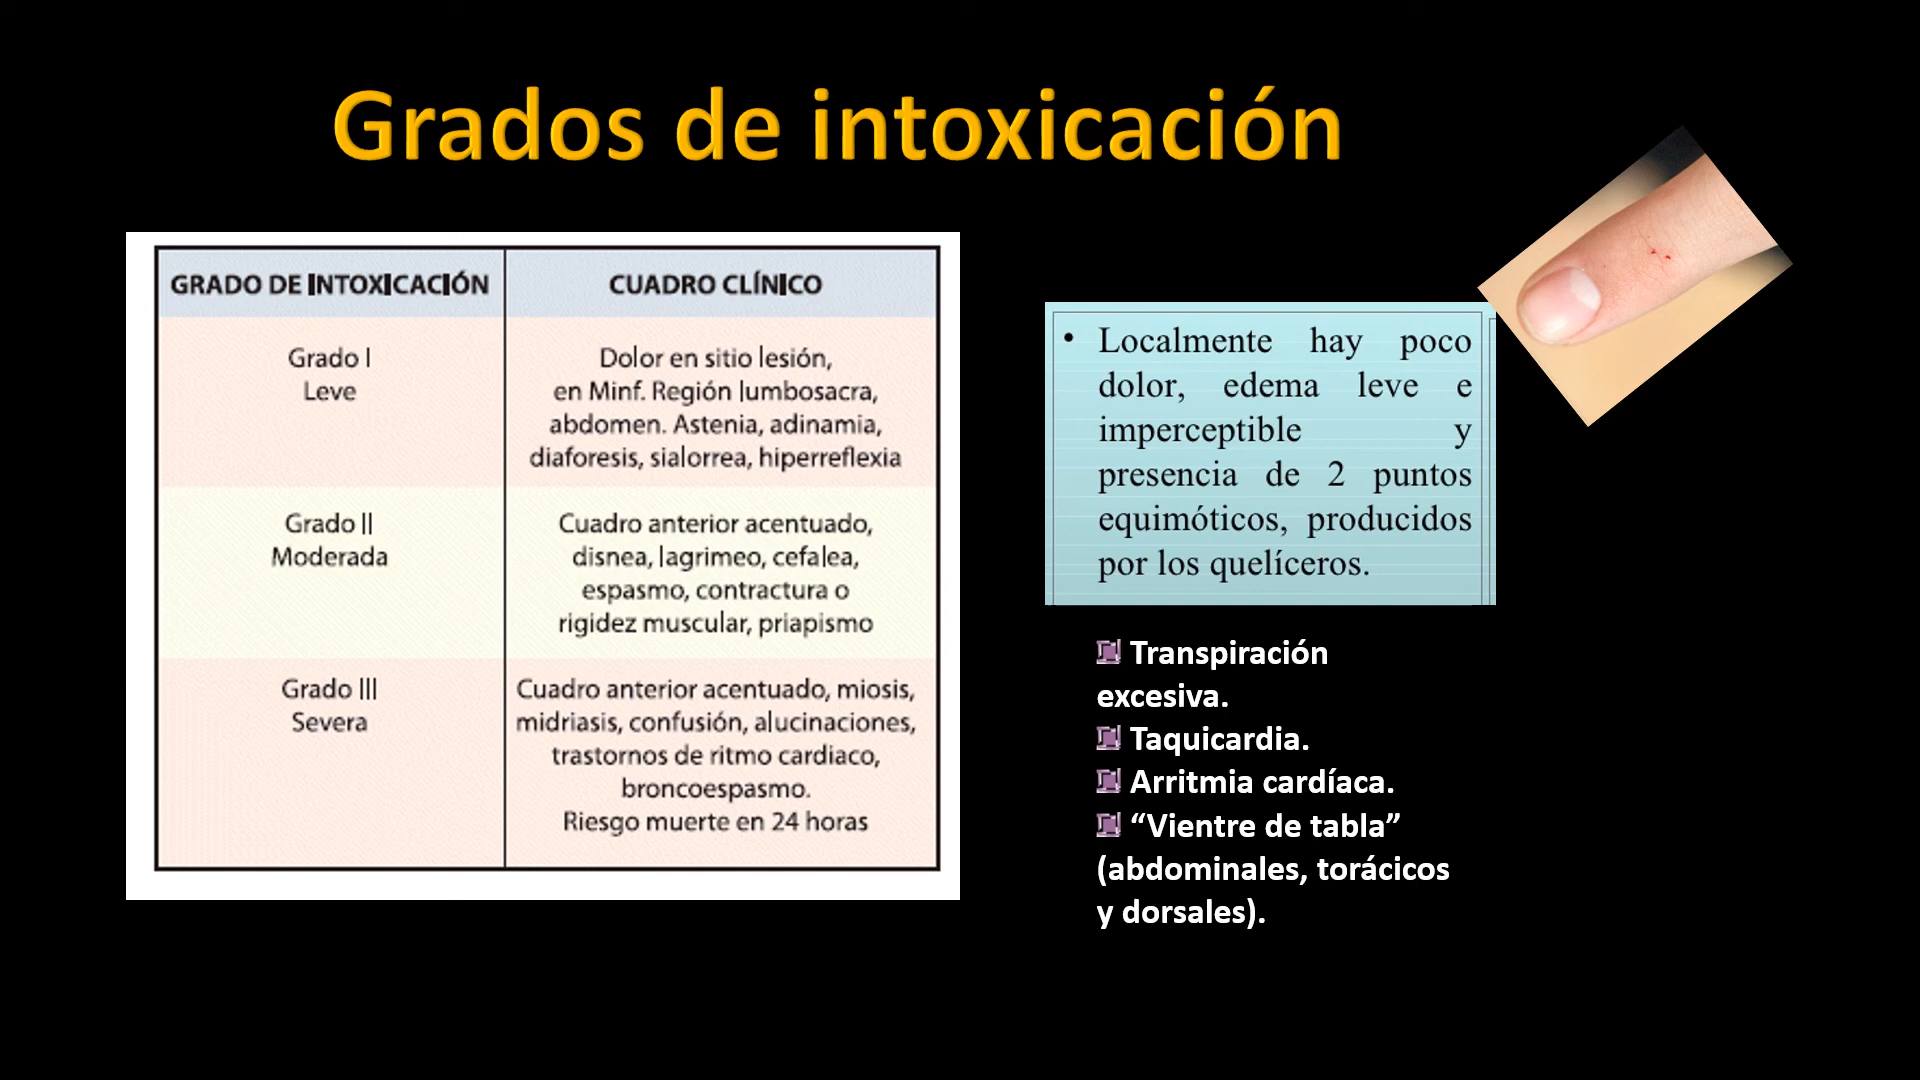 Grados de intoxicación
GRADO DE INTOXICACIÓN
CUADRO CLÍNICO
Grado I
Leve
Dolor en sitio lesión,
en Minf. Región lumbosacra,
abdomen. Astenia, adinamia,
diaforesis, sialorrea, hiperreflexia
Grado II
Moderada
Cuadro anterior acentuado,
disnea, lagrimeo, cefalea,
espasmo, contractura o
rigidez muscular, priapismo
Grado III
Severa
Cuadro anterior acentuado, miosis,
midriasis, confusión, alucinaciones,
trastornos de ritmo cardiaco,
broncoespasmo.
Riesgo muerte en 24 horas
• Localmente hay poco
dolor, edema leve e
imperceptible y
presencia de 2 puntos
equimóticos, producidos
por los quelíceros.
Transpiración
excesiva.
Taquicardia.
Arritmia cardíaca.
“Vientre de tabla”
(abdominales, torácicos
y dorsales).